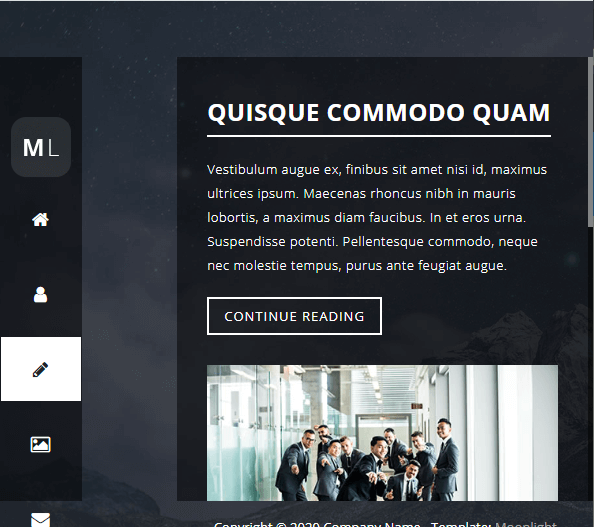 ML
QUISQUE COMMODO QUAM
Vestibulum augue ex, finibus sit amet nisi id, maximus
ultrices ipsum. Maecenas rhoncus nibh in mauris
lobortis, a maximus diam faucibus. In et eros urna.
Suspendisse potenti. Pellentesque commodo, neque
nec molestie tempus, purus ante feugiat augue.
CONTINUE READING
Copyright © 2020 Company Name - Template: Moonlight